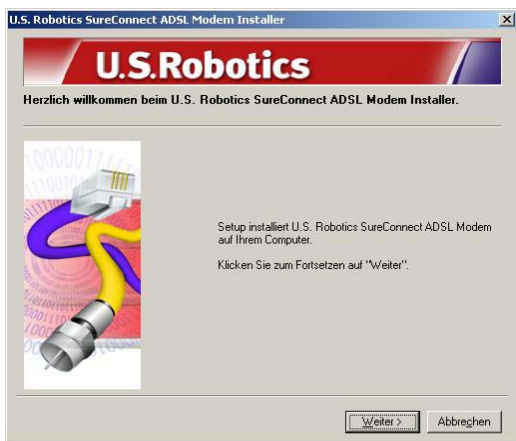 U.S. Robotics SureConnect ADSL Modem Installer
U.S.Robotics
Herzlich willkommen beim U.S. Robotics SureConnect ADSL Modem Installer.
Setup installiert U.S. Robotics SureConnect ADSL Modem
auf Ihrem Computer.
Klicken Sie zum Fortsetzen auf "Weiter".
Weiter >
Abbrechen